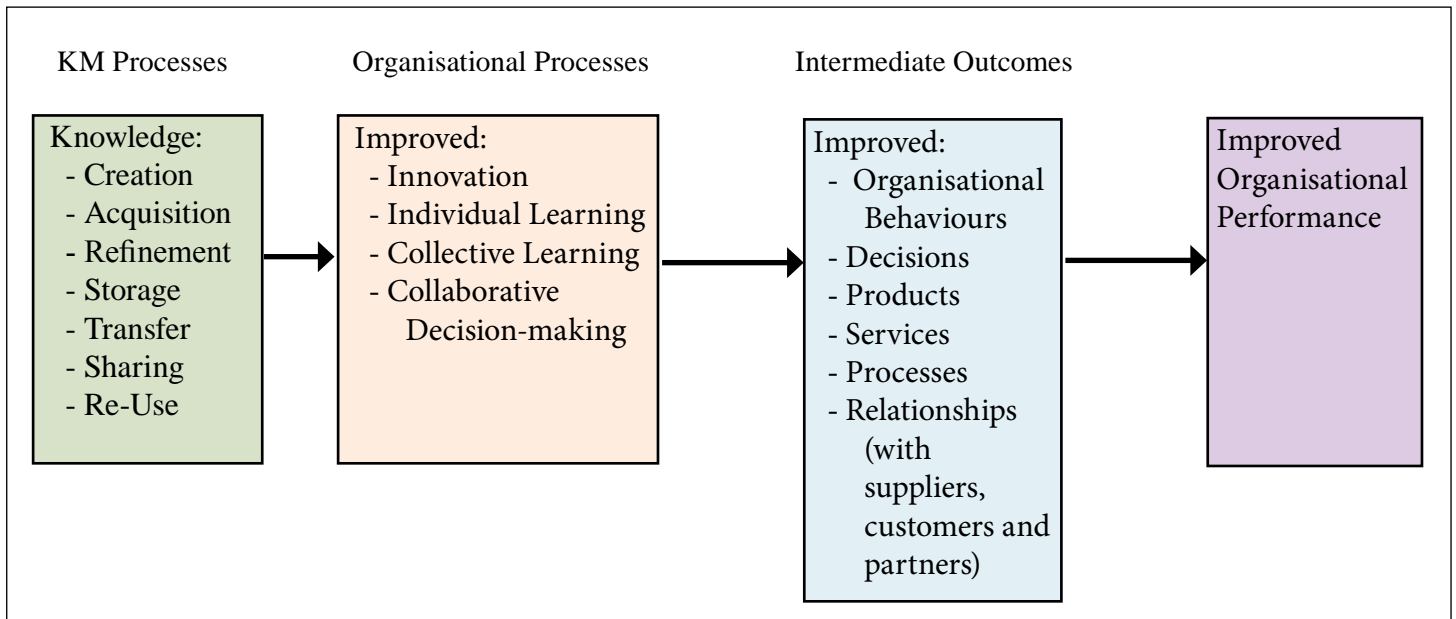 KM Processes
Organisational Processes
Intermediate Outcomes
Knowledge:
- Creation
- Acquisition
- Refinement
- Storage
- Transfer
- Sharing
- Re-Use
Improved:
- Innovation
- Individual Learning
- Collective Learning
- Collaborative
Decision-making
Improved:
- Organisational
Behaviours
- Decisions
- Products
- Services
- Processes
- Relationships
(with
suppliers,
customers and
partners)
Improved
Organisational
Performance